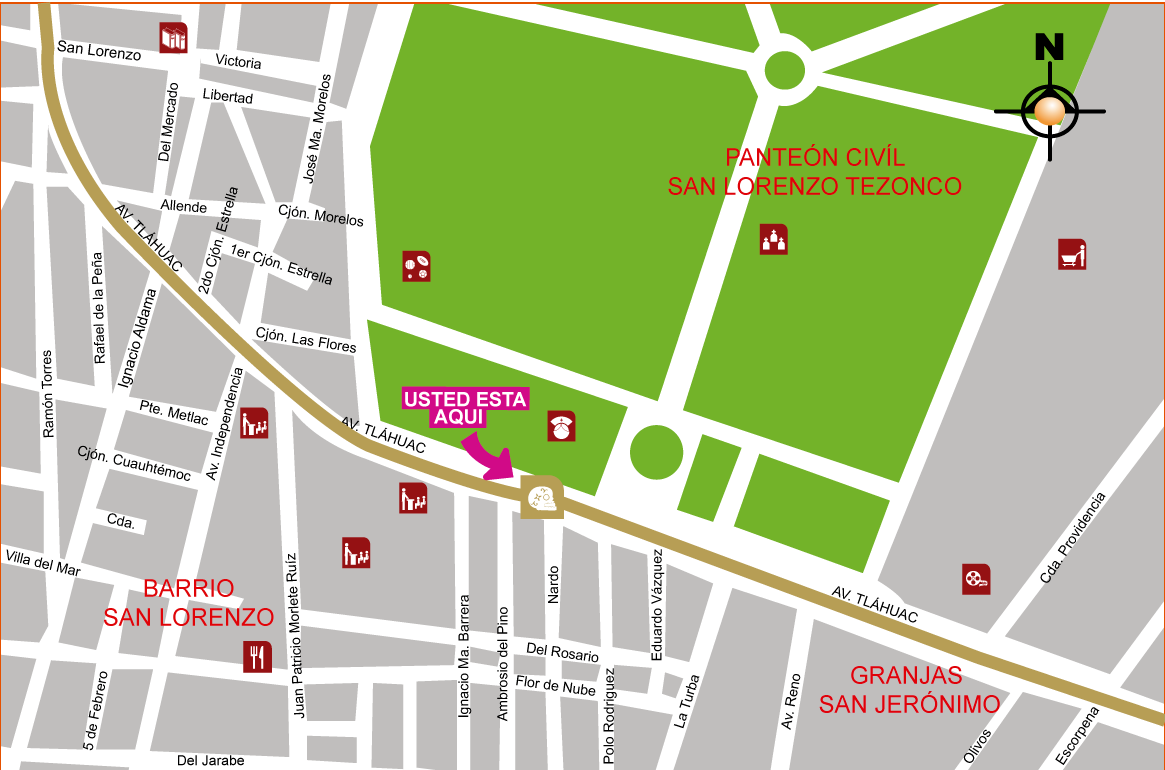 San Lorenzo
Victoria
Libertad
Del Mercado
José Ma. Morelos
N
PANTEÓN CIVÍL
SAN LORENZO TEZONCO
Allende
Cjón. Morelos
AV. TLÁHUAC
2do Cjón. Estrella
1er Cjón. Estrella
Rafael de la Peña
Ignacio Aldama
Cjón. Las Flores
Ramón Torres
Pte. Metlac
Av. Independencia
USTED ESTA
AQUI
AV. TLÁHUAC
Cjón. Cuauhtémoc
Cda.
Villa del Mar
BARRIO
SAN LORENZO
Juan Patricio Morlete Ruíz
Ignacio Ma. Barrera
Ambrosio del Pino
Nardo
Eduardo Vázquez
Cda. Providencia
AV. TLÁHUAC
Del Rosario
Flor de Nube
GRANJAS
SAN JERÓNIMO
5 de Febrero
Polo Rodriguez
La Turba
Av. Reno
Olivos
Escorpena
Del Jarabe